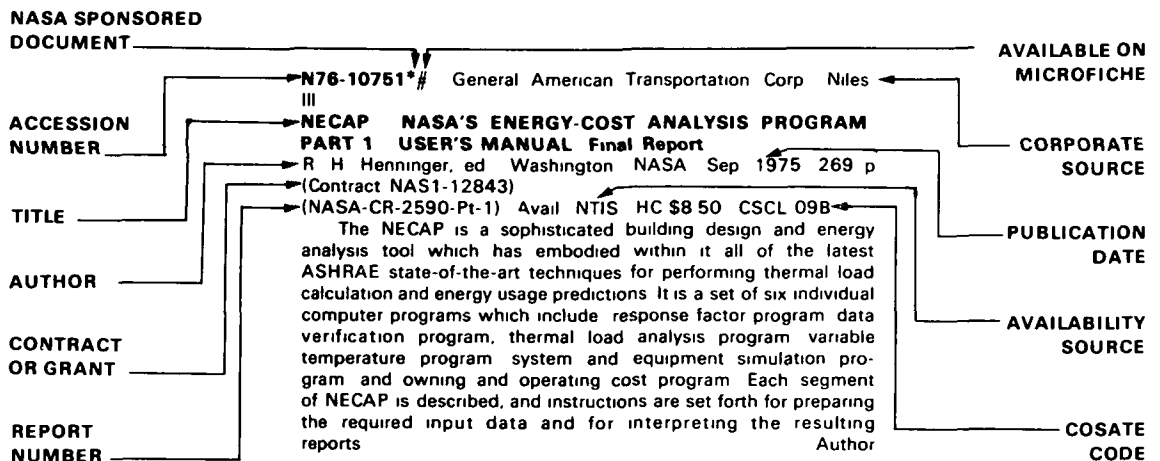 NASA SPONSORED
DOCUMENT
AVAILABLE ON
MICROFICHE
N76-10751*# General American Transportation Corp Niles
III
ACCESSION
NUMBER
NECAP NASA'S ENERGY-COST ANALYSIS PROGRAM
PART 1 USER'S MANUAL Final Report
CORPORATE
SOURCE
R H Henninger, ed Washington NASA Sep 1975 269 p
(Contract NAS1-12843)
TITLE
(NASA-CR-2590-Pt-1) Avail NTIS HC $8 50 CSCL 09B
PUBLICATION
DATE
The NECAP is a sophisticated building design and energy
analysis tool which has embodied within it all of the latest
ASHRAE state-of-the-art techniques for performing thermal load
AUTHOR
calculation and energy usage predictions It is a set of six individual
computer programs which include response factor program data
AVAILABILITY
SOURCE
verification program, thermal load analysis program variable
CONTRACT
OR GRANT
temperature program system and equipment simulation pro-
gram and owning and operating cost program Each segment
of NECAP is described, and instructions are set forth for preparing
the required input data and for interpreting the resulting
reports Author
REPORT
NUMBER
COSATE
CODE